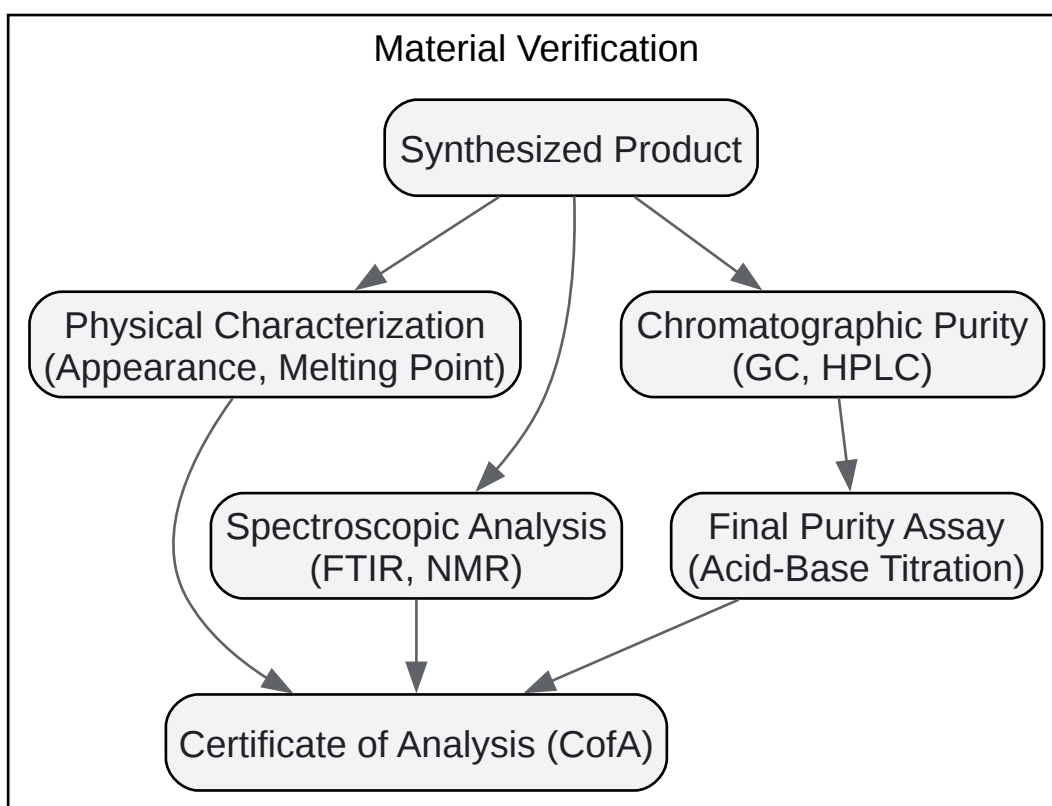 Material Verification
Synthesized Product
Physical Characterization
(Appearance, Melting Point)
Chromatographic Purity
(GC, HPLC)
Spectroscopic Analysis
(FTIR, NMR)
Final Purity Assay
(Acid-Base Titration)
Certificate of Analysis (CofA)